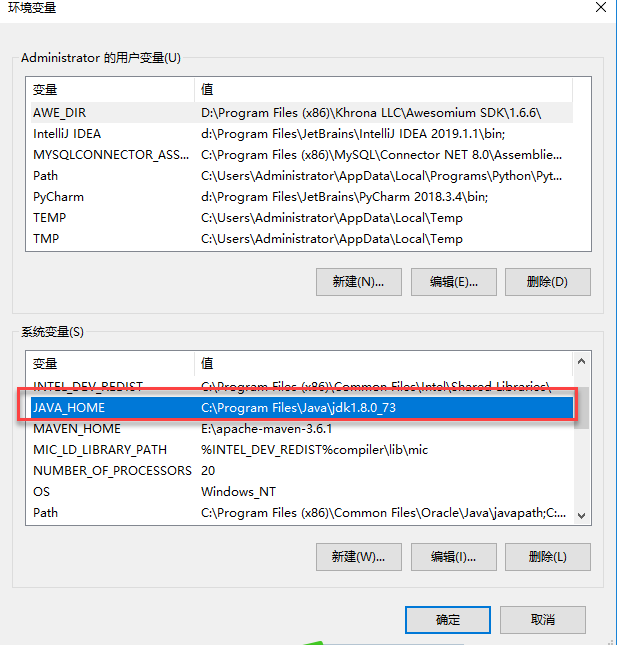 环境变量
Administrator 的用户变量(U)
变量 值
AWE_DIR D:\Program Files (x86)\Khrona LLC\Awesomium SDK\1.6.6\
IntelliJ IDEA d:\Program Files\JetBrains\IntelliJ IDEA 2019.1.1\bin;
MYSQLCONNECTOR_ASS... C:\Program Files (x86)\MySQL\Connector NET 8.0\Assemblie...
Path C:\Users\Administrator\AppData\Local\Programs\Python\Pyt...
PyCharm d:\Program Files\JetBrains\PyCharm 2018.3.4\bin;
TEMP C:\Users\Administrator\AppData\Local\Temp
TMP C:\Users\Administrator\AppData\Local\Temp
新建(N)... 编辑(E)... 删除(D)
系统变量(S)
变量 值
INTEL_DEV_REDIST C:\Program Files (x86)\Common Files\Intel\Shared Libraries\
JAVA_HOME C:\Program Files\Java\jdk1.8.0_73
MAVEN_HOME E:\apache-maven-3.6.1
MIC_LD_LIBRARY_PATH %INTEL_DEV_REDIST%compiler\lib\mic
NUMBER_OF_PROCESSORS 20
OS Windows_NT
Path C:\Program Files (x86)\Common Files\Oracle\Java\javapath;C:...
新建(W)... 编辑(I)... 删除(L)
确定 取消